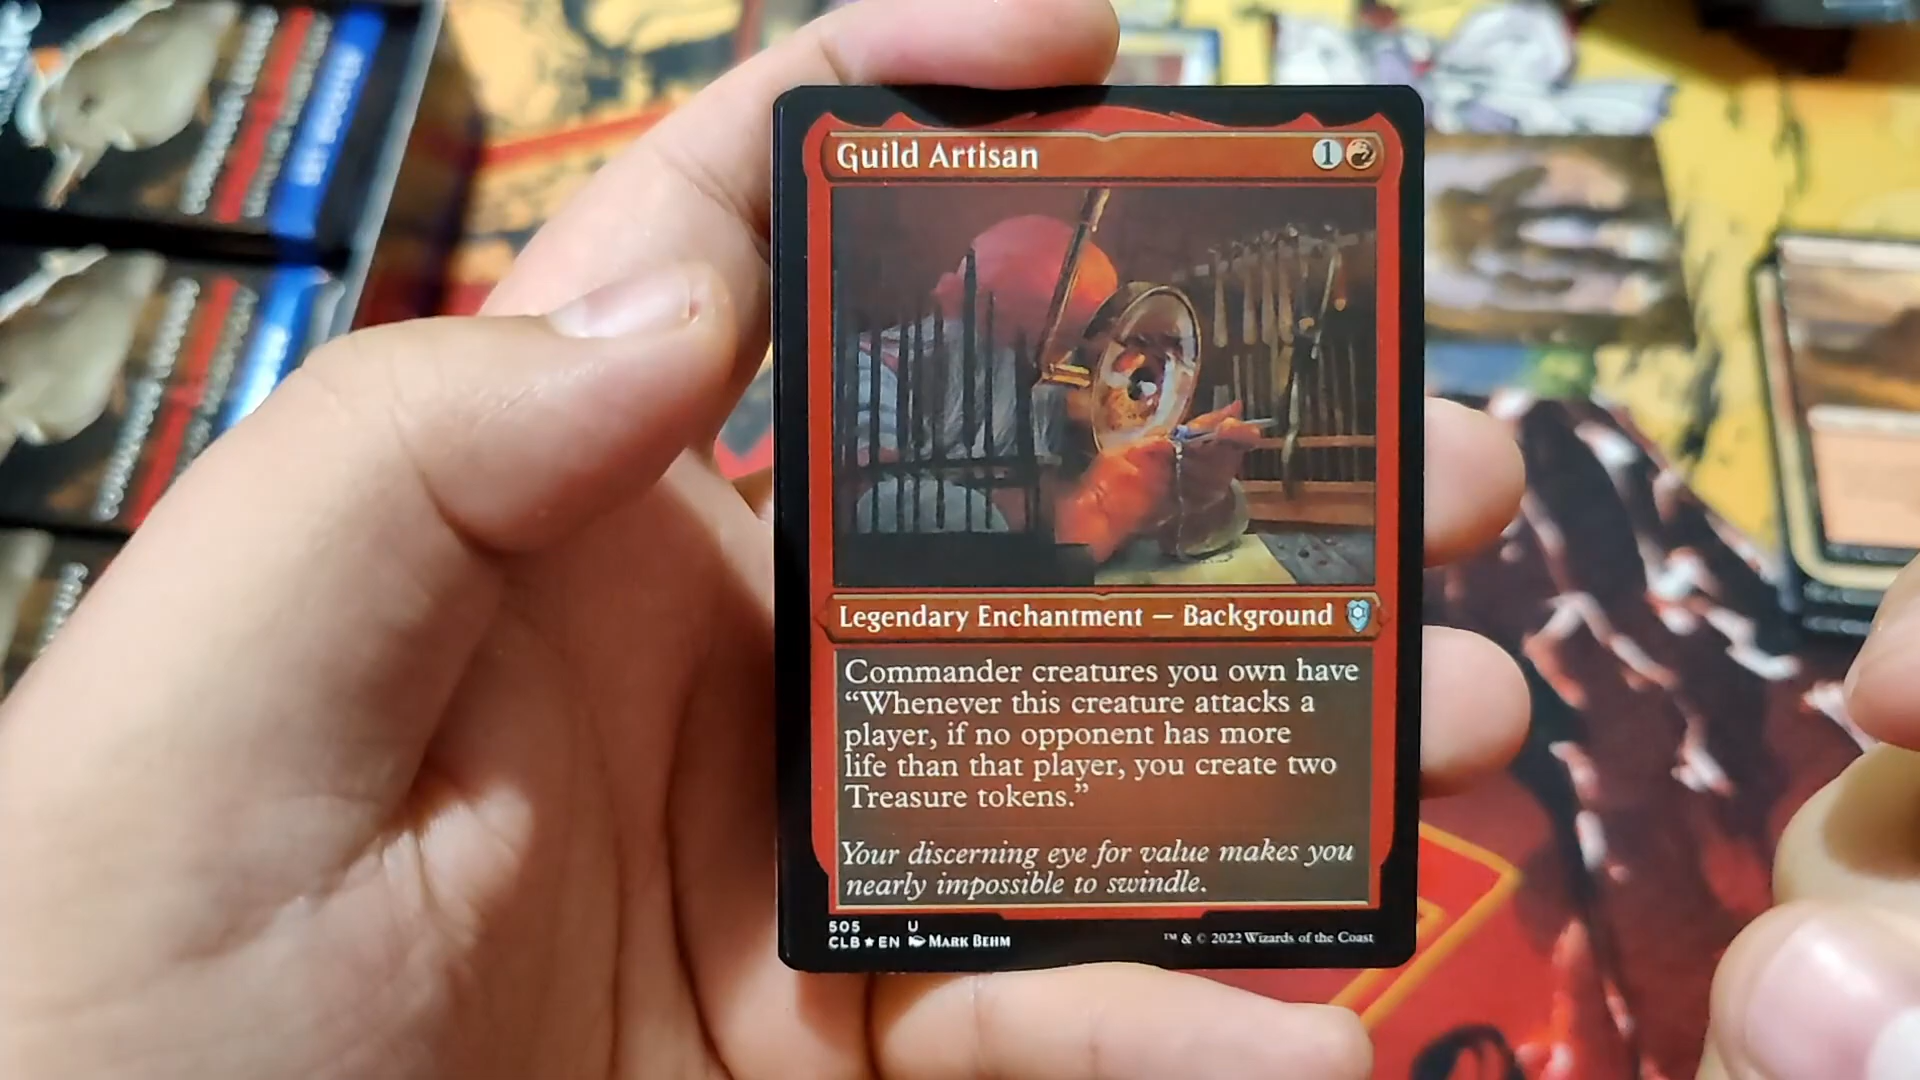 Guild Artisan 1
Legendary Enchantment — Background
Commander creatures you own have
“Whenever this creature attacks a
player, if no opponent has more
life than that player, you create two
Treasure tokens.”
Your discerning eye for value makes you
nearly impossible to swindle.
505 U
CLB★EN MARK BEHM
™ & © 2022 Wizards of the Coast